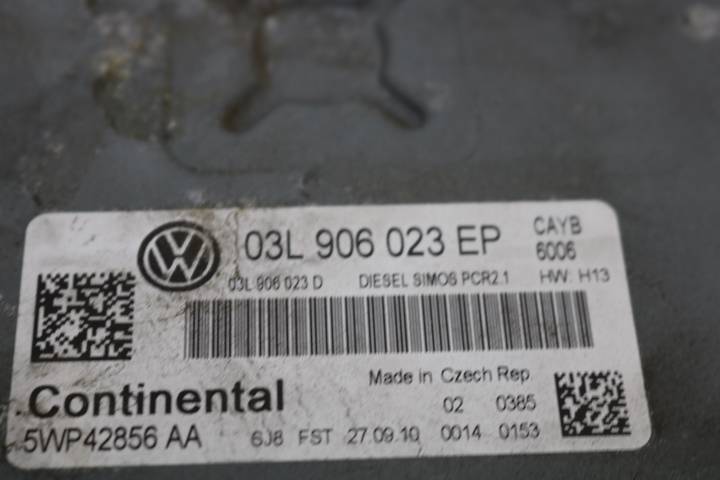 03L 906 023 EP CAYB
6006
03L 906 023 D DIESEL SIMOS PCR2.1 HW: H13
Made in Czech Rep.
Continental 02 0385
5WP42856 AA 6J8 FST 27.09.10 0014 0153